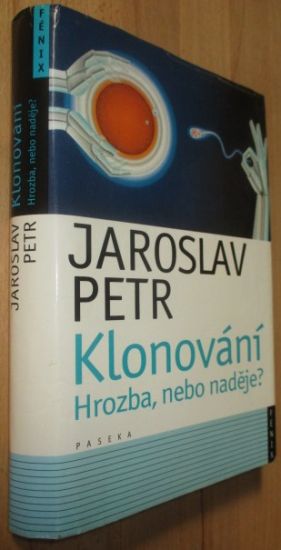 FÉNIX
Klonování
Hrozba, nebo naděje?
JAROSLAV
PETR
JAROSLAV
PETR
Klonování
Hrozba, nebo naděje?
PASEKA
FÉNIX